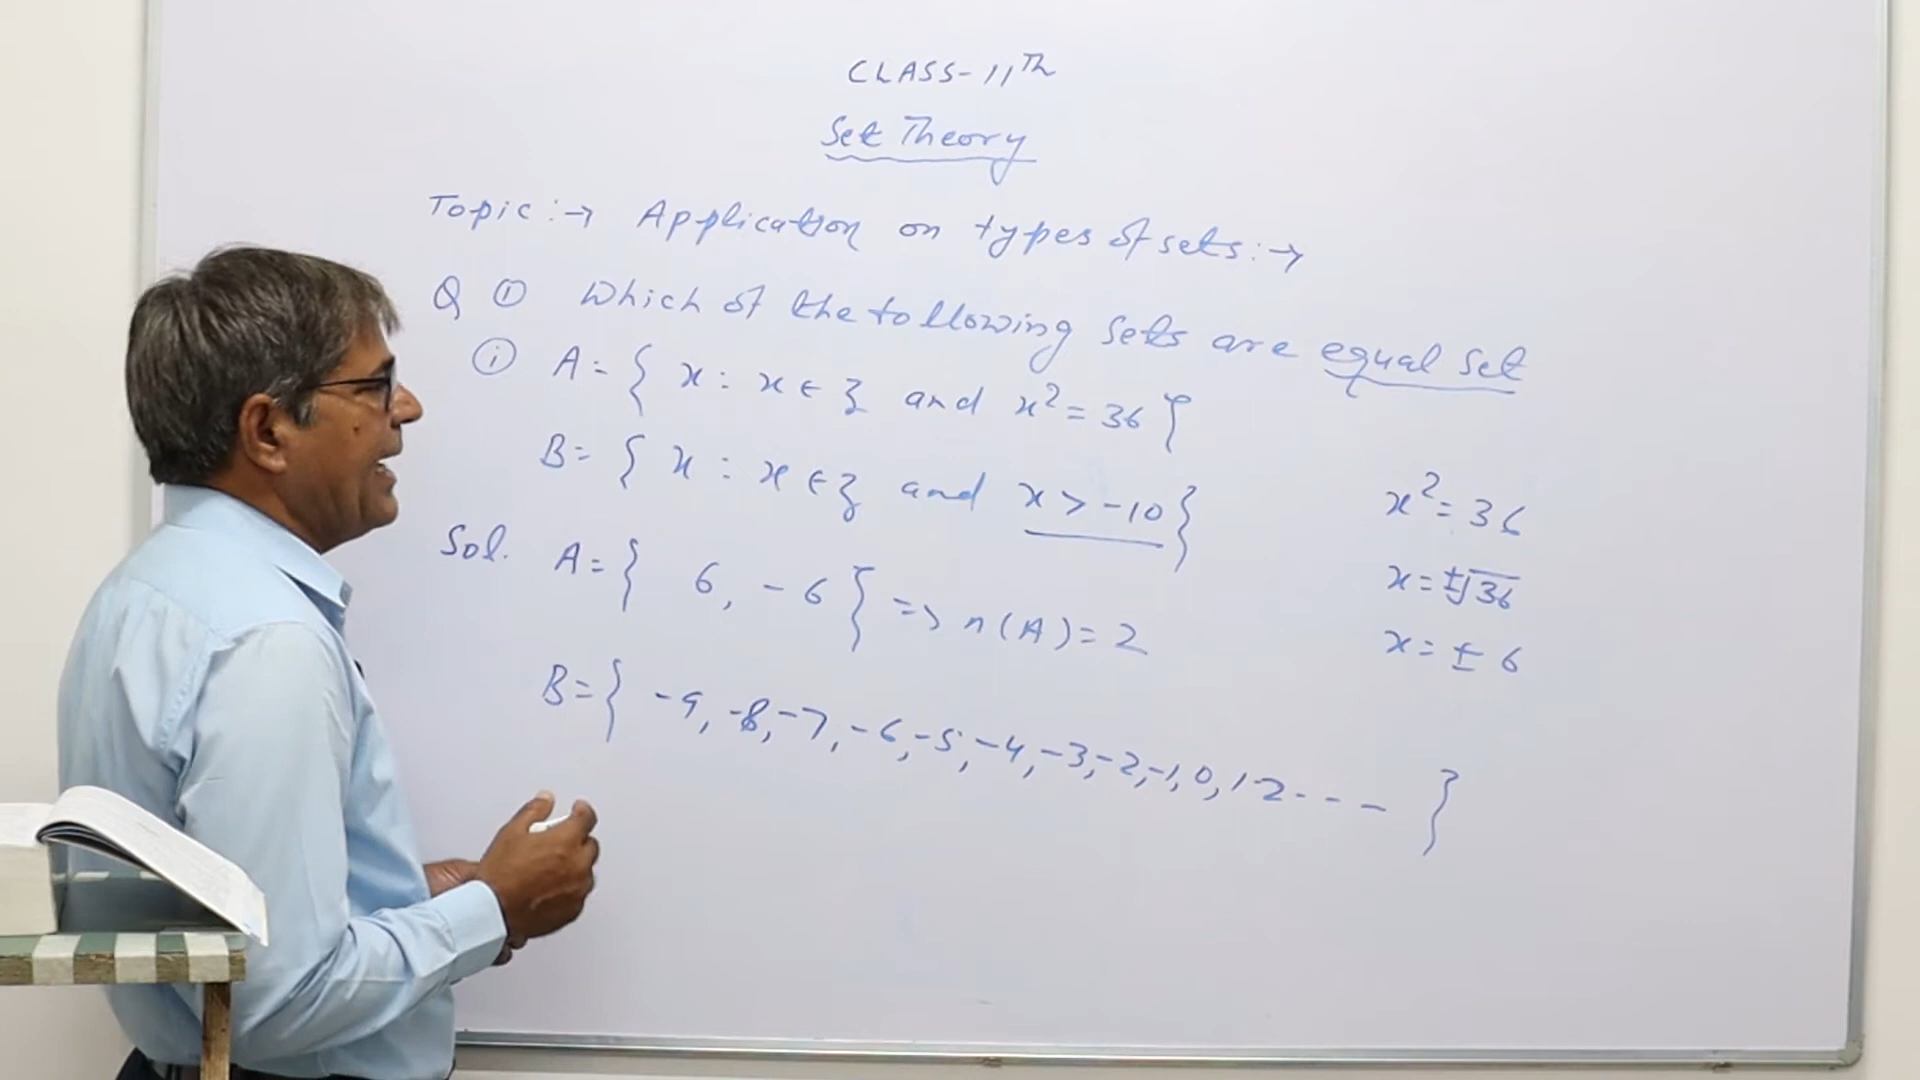 CLASS-11Th
Set Theory
Topic :→ Application on types of sets :→
Q ① Which of the following Sets are equal set
ⓘ A = { x : x ∈ z and x² = 36 }
B = { x : x ∈ z and x > -10 }
x² = 36
x = ±√36
x = ± 6
Sol. A = { 6, -6 } => n(A) = 2
B = { -9, -8, -7, -6, -5, -4, -3, -2, -1, 0, 1 2 - - - }